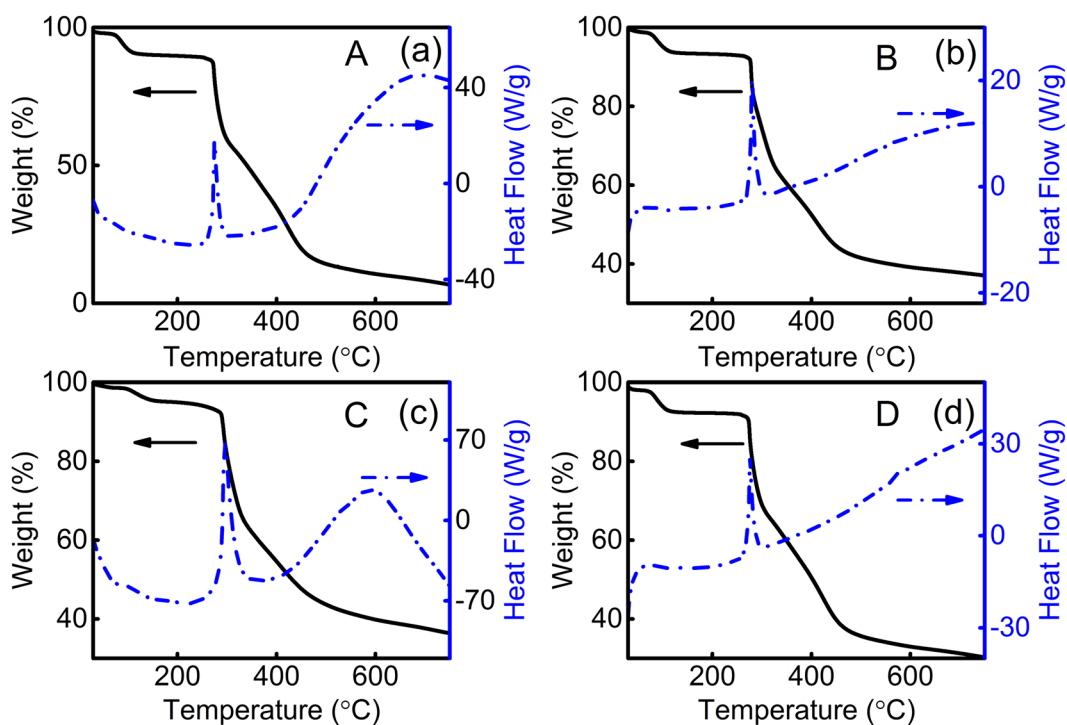 100
50
0
Weight (%)
A
(a)
40
0
-40
Heat Flow (W/g)
200
400
600
Temperature (°C)
100
80
60
40
Weight (%)
B
(b)
20
0
-20
Heat Flow (W/g)
200
400
600
Temperature (°C)
100
80
60
40
Weight (%)
C
(c)
70
0
-70
Heat Flow (W/g)
200
400
600
Temperature (°C)
100
80
60
40
Weight (%)
D
(d)
30
0
-30
Heat Flow (W/g)
200
400
600
Temperature (°C)